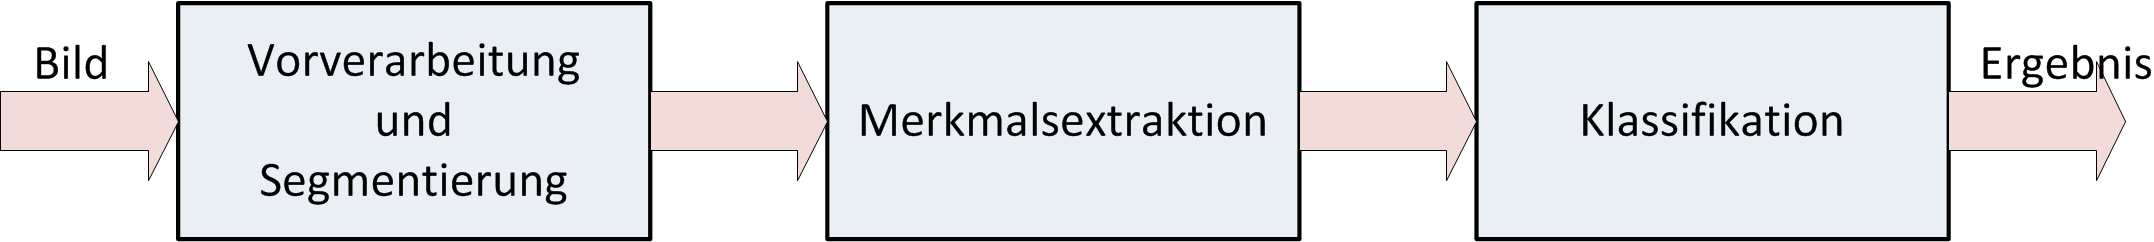 Bild
Vorverarbeitung
und
Segmentierung
Merkmalsextraktion
Klassifikation
Ergebnis